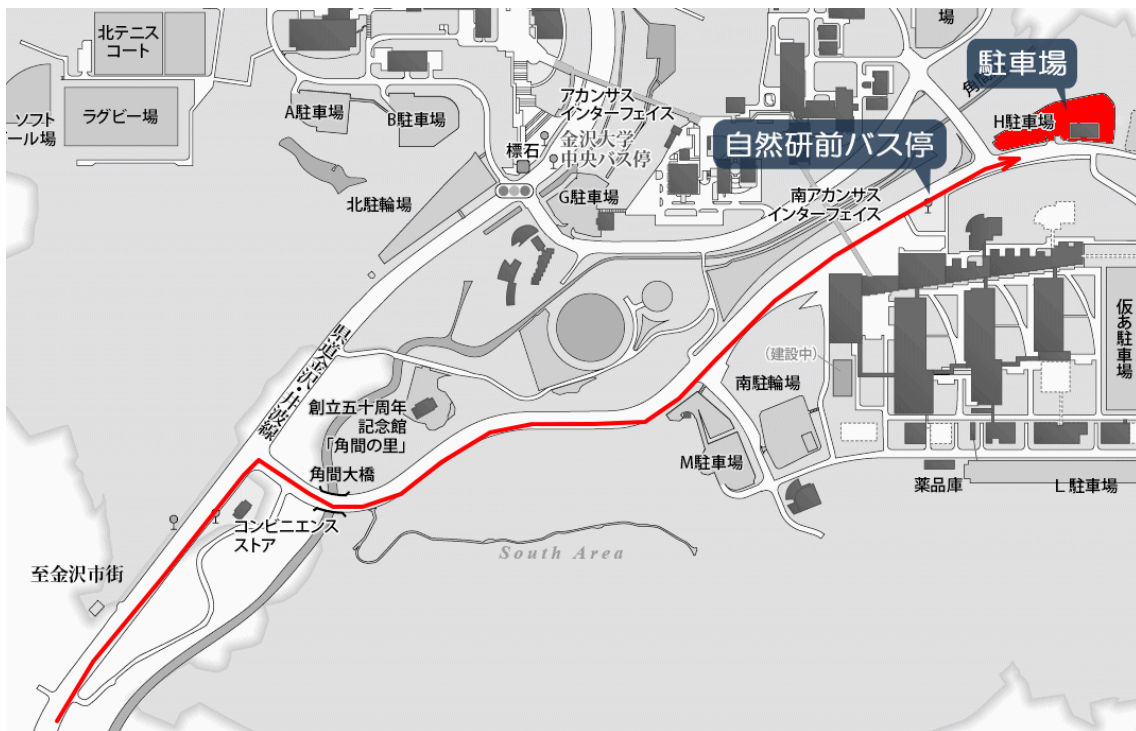 北テニス
コート
ソフト
ール場
ラグビー場
A駐車場
B駐車場
アカンサス
インターフェイス
標石
金沢大学
中央バス停
北駐輪場
G駐車場
場
駐車場
H駐車場
自然研前バス停
南アカンサス
インターフェイス
県道金沢・井波線
創立五十周年
記念館
「角間の里」
角間大橋
コンビニエンス
ストア
至金沢市街
South Area
(建設中)
南駐輪場
M駐車場
仮あ駐車場
薬品庫
L駐車場